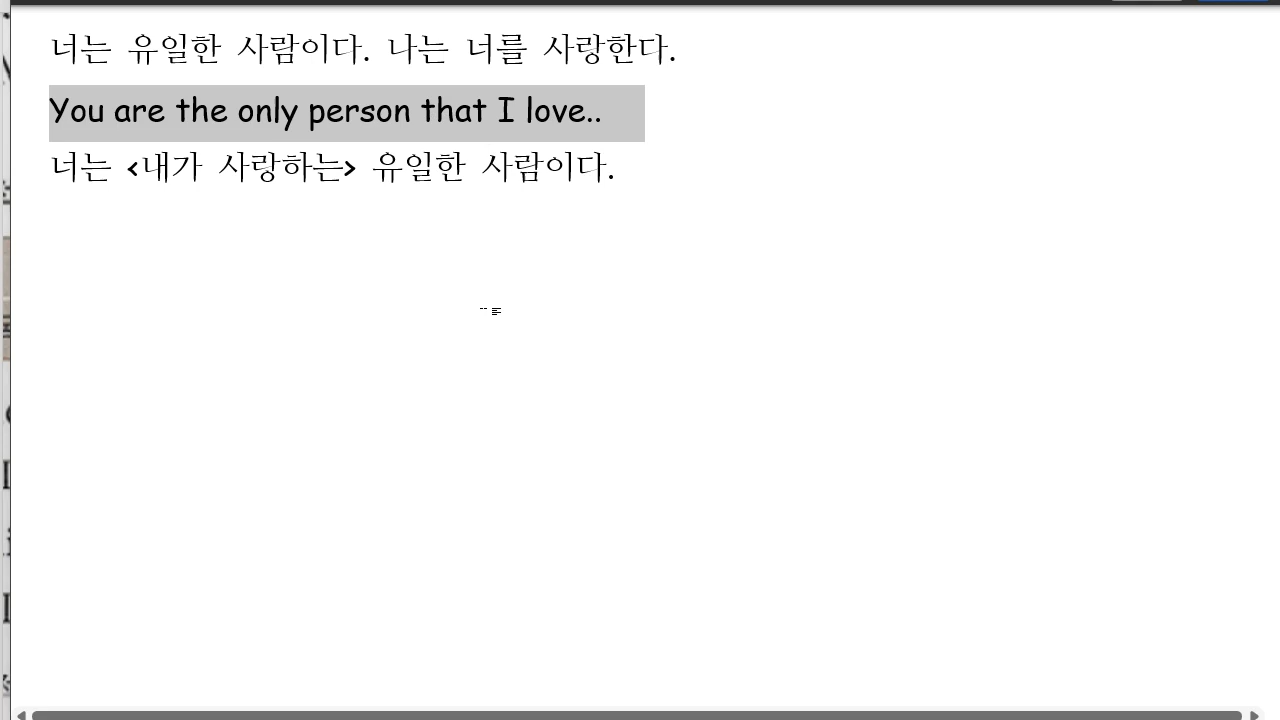 너는 유일한 사람이다. 나는 너를 사랑한다.
You are the only person that I love..
너는 <내가 사랑하는> 유일한 사람이다.